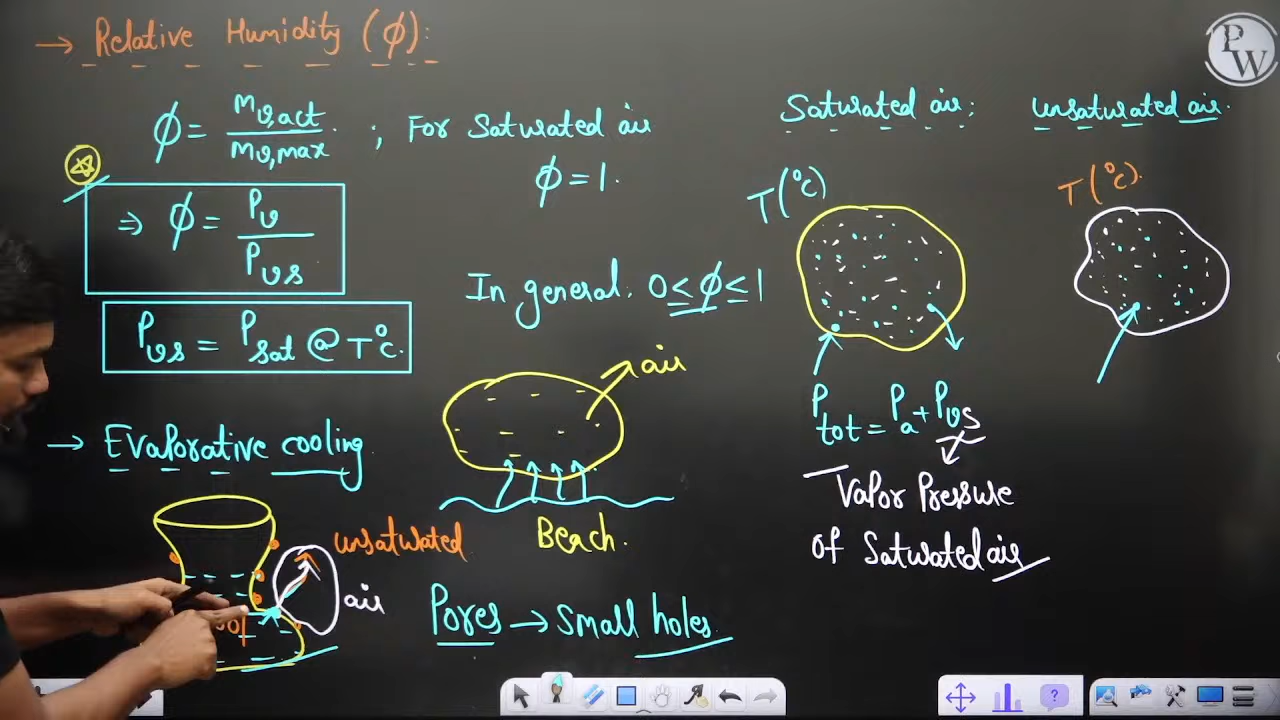 → Relative Humidity (ϕ):
ϕ = mv,act / mv,max ; For Saturated air
ϕ = 1.
⇒ ϕ = Pv / Pvs
Pvs = Psat @ T°C.
In general, 0 ≤ ϕ ≤ 1
→ Evaporative cooling
unsaturated
air
air
Beach.
Pores → Small holes.
Saturated air:
T(°C)
Ptot = Pa + Pvs
Vapor Pressure
of Saturated air
unsaturated air.
T(°C).
PW